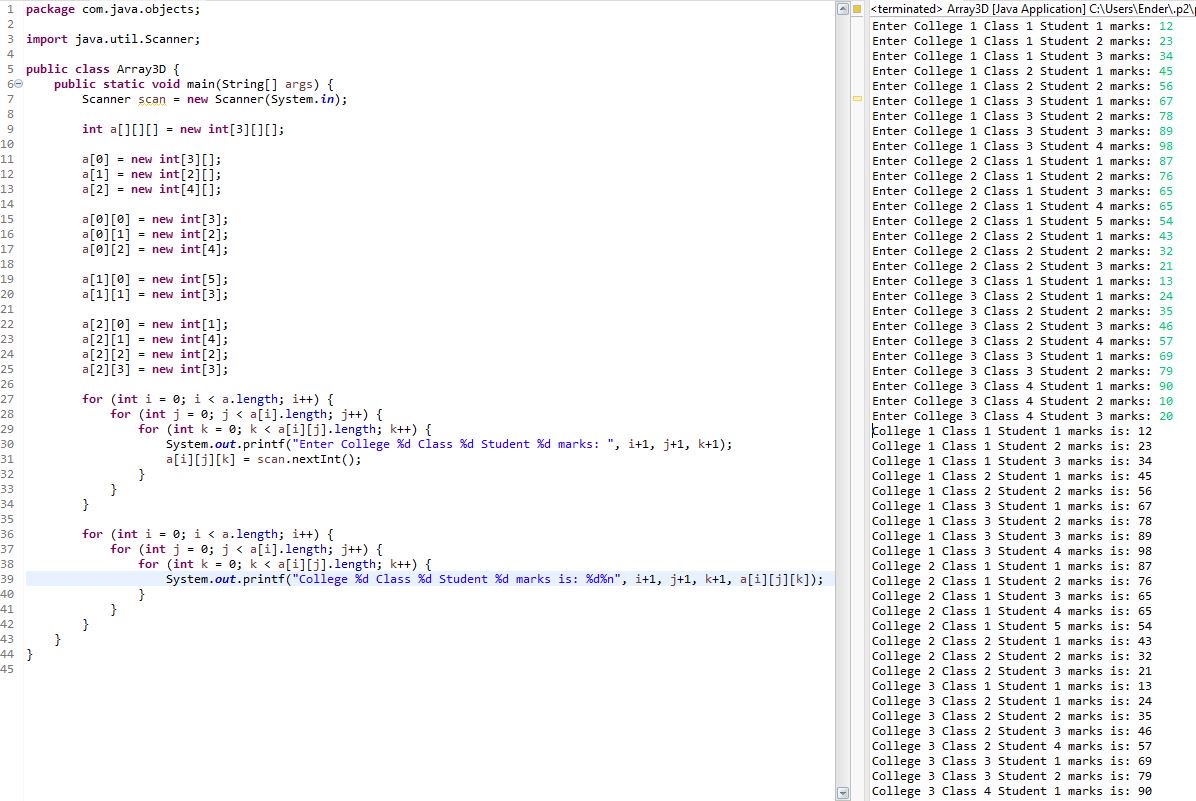 1 package com.java.objects;
2
3 import java.util.Scanner;
4
5 public class Array3D {
6 public static void main(String[] args) {
7 Scanner scan = new Scanner(System.in);
8
9 int a[][][] = new int[3][][];
10
11 a[0] = new int[3][];
12 a[1] = new int[2][];
13 a[2] = new int[4][];
14
15 a[0][0] = new int[3];
16 a[0][1] = new int[2];
17 a[0][2] = new int[4];
18
19 a[1][0] = new int[5];
20 a[1][1] = new int[3];
21
22 a[2][0] = new int[1];
23 a[2][1] = new int[4];
24 a[2][2] = new int[2];
25 a[2][3] = new int[3];
26
27 for (int i = 0; i < a.length; i++) {
28 for (int j = 0; j < a[i].length; j++) {
29 for (int k = 0; k < a[i][j].length; k++) {
30 System.out.printf("Enter College %d Class %d Student %d marks: ", i+1, j+1, k+1);
31 a[i][j][k] = scan.nextInt();
32 }
33 }
34 }
35
36 for (int i = 0; i < a.length; i++) {
37 for (int j = 0; j < a[i].length; j++) {
38 for (int k = 0; k < a[i][j].length; k++) {
39 System.out.printf("College %d Class %d Student %d marks is: %d%n", i+1, j+1, k+1, a[i][j][k]);
40 }
41 }
42 }
43 }
44 }
45
<terminated> Array3D [Java Application] C:\Users\Ender\.p2\
Enter College 1 Class 1 Student 1 marks: 12
Enter College 1 Class 1 Student 2 marks: 23
Enter College 1 Class 1 Student 3 marks: 34
Enter College 1 Class 2 Student 1 marks: 45
Enter College 1 Class 2 Student 2 marks: 56
Enter College 1 Class 3 Student 1 marks: 67
Enter College 1 Class 3 Student 2 marks: 78
Enter College 1 Class 3 Student 3 marks: 89
Enter College 1 Class 3 Student 4 marks: 98
Enter College 2 Class 1 Student 1 marks: 87
Enter College 2 Class 1 Student 2 marks: 76
Enter College 2 Class 1 Student 3 marks: 65
Enter College 2 Class 1 Student 4 marks: 65
Enter College 2 Class 1 Student 5 marks: 54
Enter College 2 Class 2 Student 1 marks: 43
Enter College 2 Class 2 Student 2 marks: 32
Enter College 2 Class 2 Student 3 marks: 21
Enter College 3 Class 1 Student 1 marks: 13
Enter College 3 Class 2 Student 1 marks: 24
Enter College 3 Class 2 Student 2 marks: 35
Enter College 3 Class 2 Student 3 marks: 46
Enter College 3 Class 2 Student 4 marks: 57
Enter College 3 Class 3 Student 1 marks: 69
Enter College 3 Class 3 Student 2 marks: 79
Enter College 3 Class 4 Student 1 marks: 90
Enter College 3 Class 4 Student 2 marks: 10
Enter College 3 Class 4 Student 3 marks: 20
College 1 Class 1 Student 1 marks is: 12
College 1 Class 1 Student 2 marks is: 23
College 1 Class 1 Student 3 marks is: 34
College 1 Class 2 Student 1 marks is: 45
College 1 Class 2 Student 2 marks is: 56
College 1 Class 3 Student 1 marks is: 67
College 1 Class 3 Student 2 marks is: 78
College 1 Class 3 Student 3 marks is: 89
College 1 Class 3 Student 4 marks is: 98
College 2 Class 1 Student 1 marks is: 87
College 2 Class 1 Student 2 marks is: 76
College 2 Class 1 Student 3 marks is: 65
College 2 Class 1 Student 4 marks is: 65
College 2 Class 1 Student 5 marks is: 54
College 2 Class 2 Student 1 marks is: 43
College 2 Class 2 Student 2 marks is: 32
College 2 Class 2 Student 3 marks is: 21
College 3 Class 1 Student 1 marks is: 13
College 3 Class 2 Student 1 marks is: 24
College 3 Class 2 Student 2 marks is: 35
College 3 Class 2 Student 3 marks is: 46
College 3 Class 2 Student 4 marks is: 57
College 3 Class 3 Student 1 marks is: 69
College 3 Class 3 Student 2 marks is: 79
College 3 Class 4 Student 1 marks is: 90